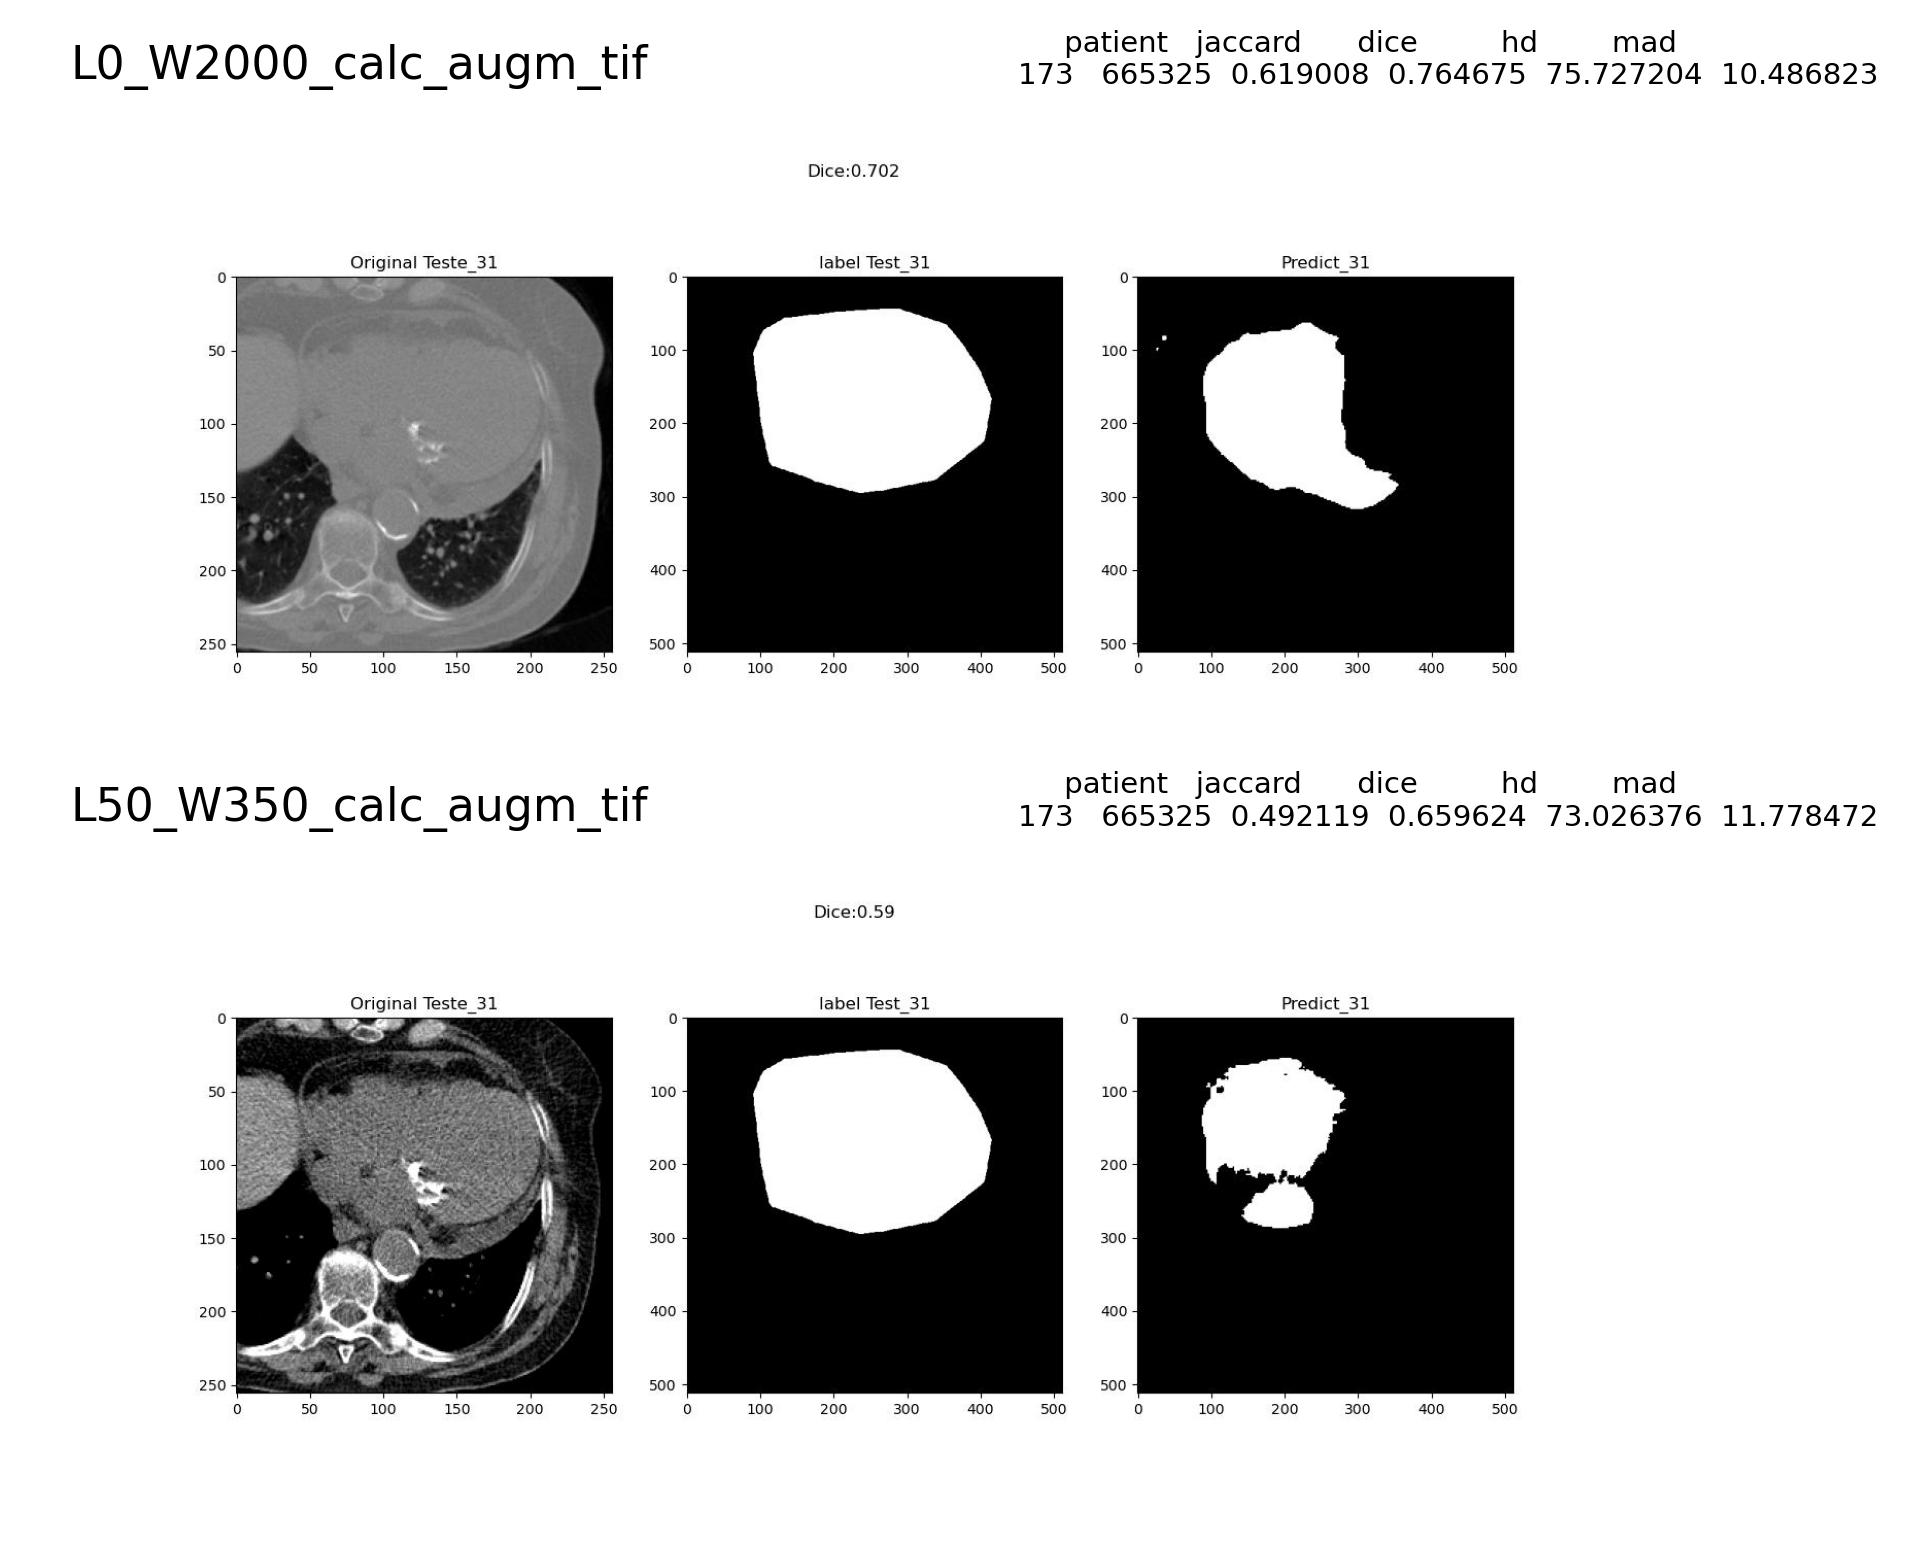 L0_W2000_calc_augm_tif
patient jaccard dice hd mad
173 665325 0.619008 0.764675 75.727204 10.486823
Dice:0.702
Original Teste_31
label Test_31
Predict_31
0
50
100
150
200
250
0 50 100 150 200 250
0
100
200
300
400
500
0 100 200 300 400 500
0
100
200
300
400
500
0 100 200 300 400 500
L50_W350_calc_augm_tif
patient jaccard dice hd mad
173 665325 0.492119 0.659624 73.026376 11.778472
Dice:0.59
Original Teste_31
label Test_31
Predict_31
0
50
100
150
200
250
0 50 100 150 200 250
0
100
200
300
400
500
0 100 200 300 400 500
0
100
200
300
400
500
0 100 200 300 400 500